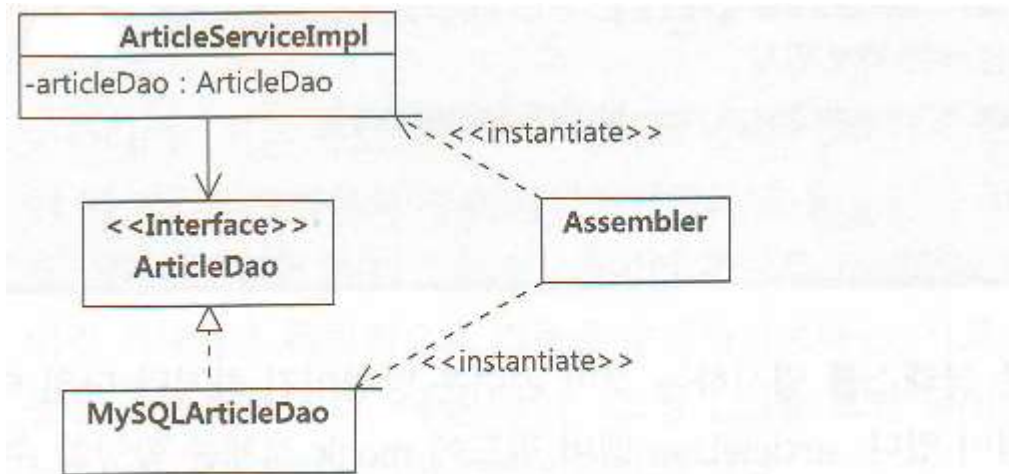 ArticleServiceImpl
-articleDao : ArticleDao
<<instantiate>>
<<Interface>>
ArticleDao
Assembler
<<instantiate>>
MySQLArticleDao